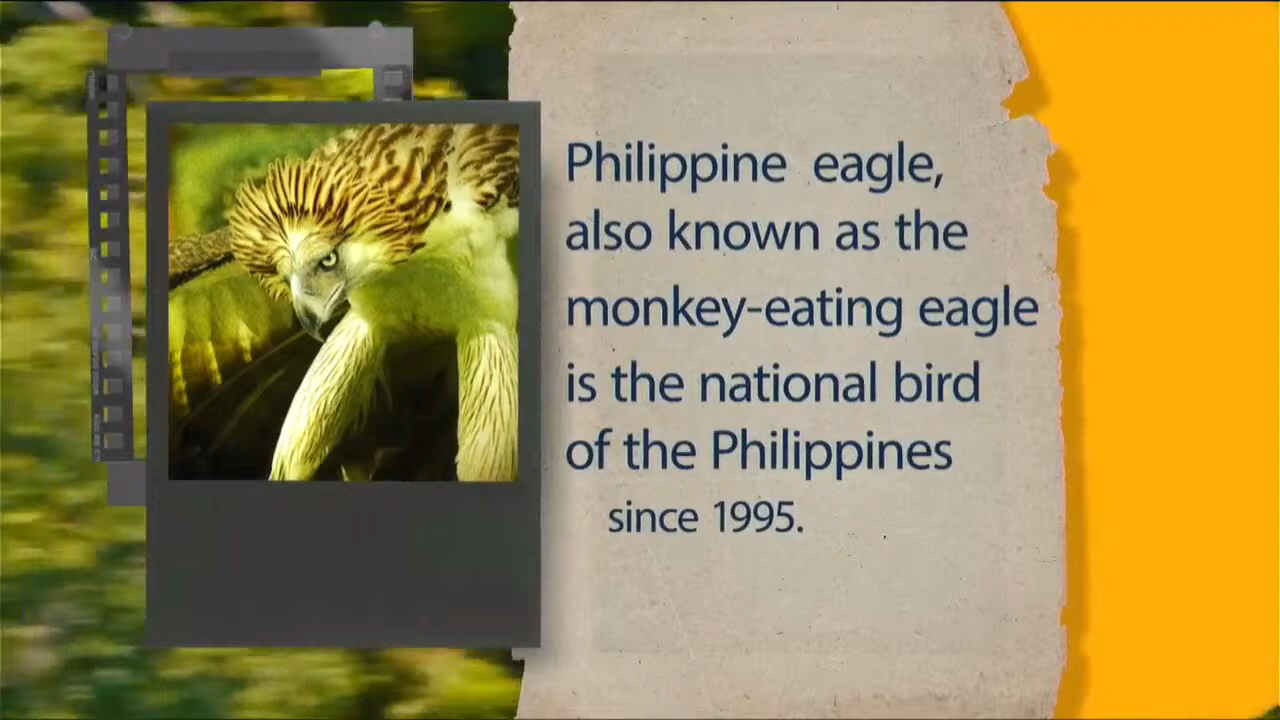 Philippine eagle,
also known as the
monkey-eating eagle
is the national bird
of the Philippines
since 1995.